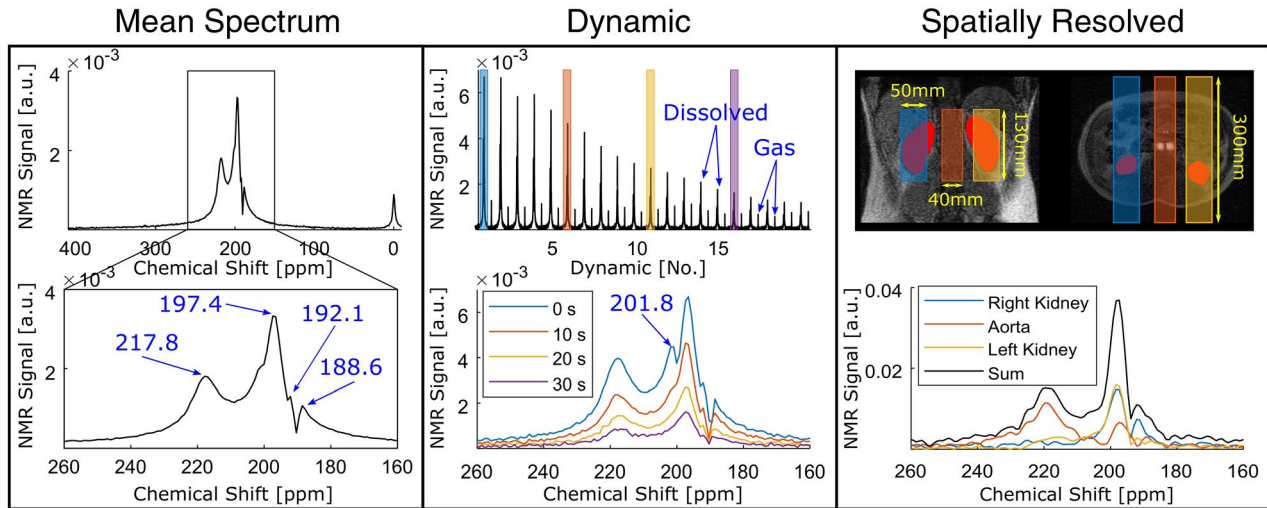 Mean Spectrum
Dynamic
Spatially Resolved
× 10⁻³
NMR Signal [a.u.]
4
2
0
400 300 200 100 0
Chemical Shift [ppm]
× 10⁻³
NMR Signal [a.u.]
4
2
197.4
192.1
217.8
188.6
260 240 220 200 180 160
Chemical Shift [ppm]
× 10⁻³
NMR Signal [a.u.]
6
4
2
0
Dissolved
Gas
5 10 15
Dynamic [No.]
× 10⁻³
NMR Signal [a.u.]
6
4
2
0 s
10 s
20 s
30 s
201.8
260 240 220 200 180 160
Chemical Shift [ppm]
50mm
40mm
130mm
300mm
NMR Signal [a.u.]
0.04
0.02
0.00
Right Kidney
Aorta
Left Kidney
Sum
260 240 220 200 180 160
Chemical Shift [ppm]